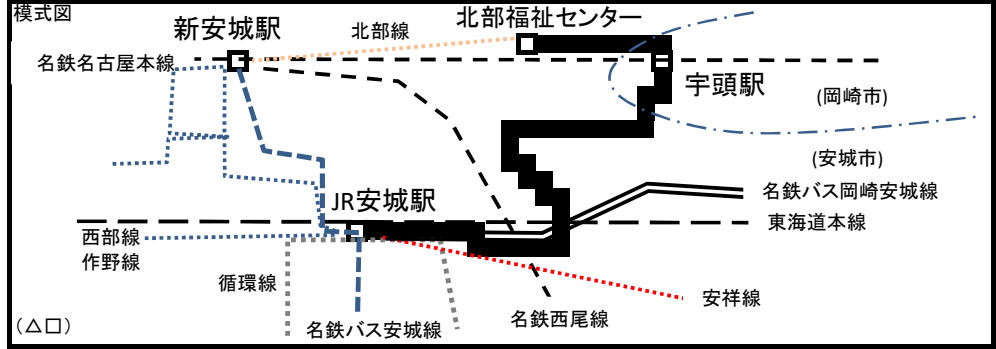 模式図
新安城駅
北部線
北部福祉センター
名鉄名古屋本線
宇頭駅
(岡崎市)
(安城市)
名鉄バス岡崎安城線
JR安城駅
東海道本線
西部線
作野線
循環線
安祥線
名鉄西尾線
名鉄バス安城線
(△□)